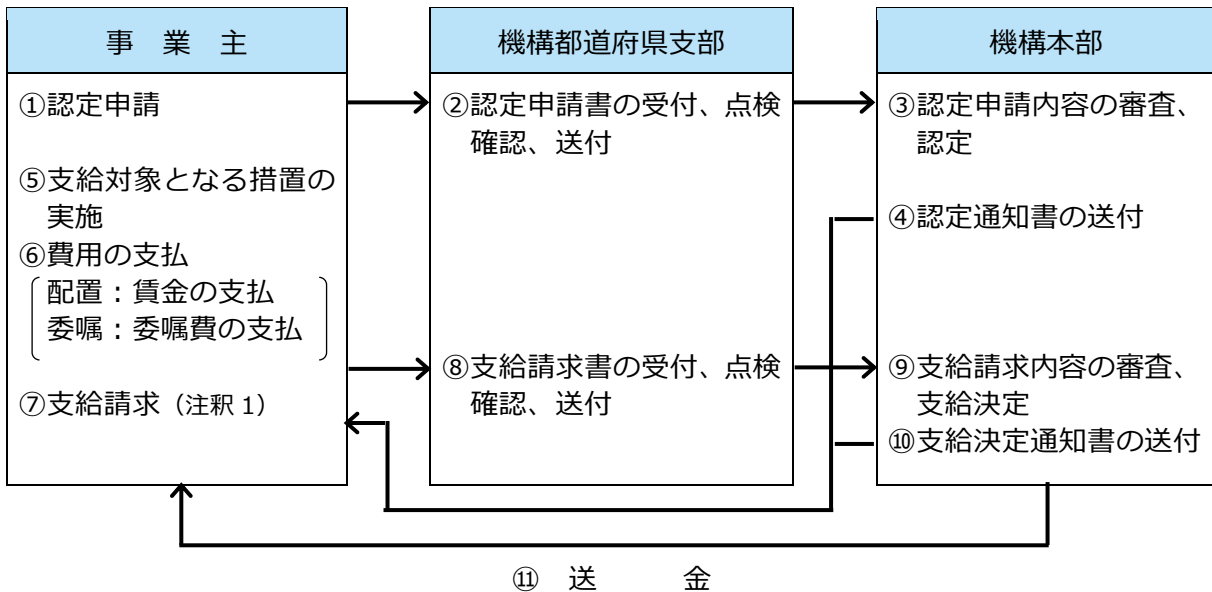 事　業　主
①認定申請
⑤支給対象となる措置の
実施
⑥費用の支払
配置：賃金の支払
委嘱：委嘱費の支払
⑦支給請求（注釈 1）
機構都道府県支部
②認定申請書の受付、点検
確認、送付
⑧支給請求書の受付、点検
確認、送付
機構本部
③認定申請内容の審査、
認定
④認定通知書の送付
⑨支給請求内容の審査、
支給決定
⑩支給決定通知書の送付
⑪　送　　　金